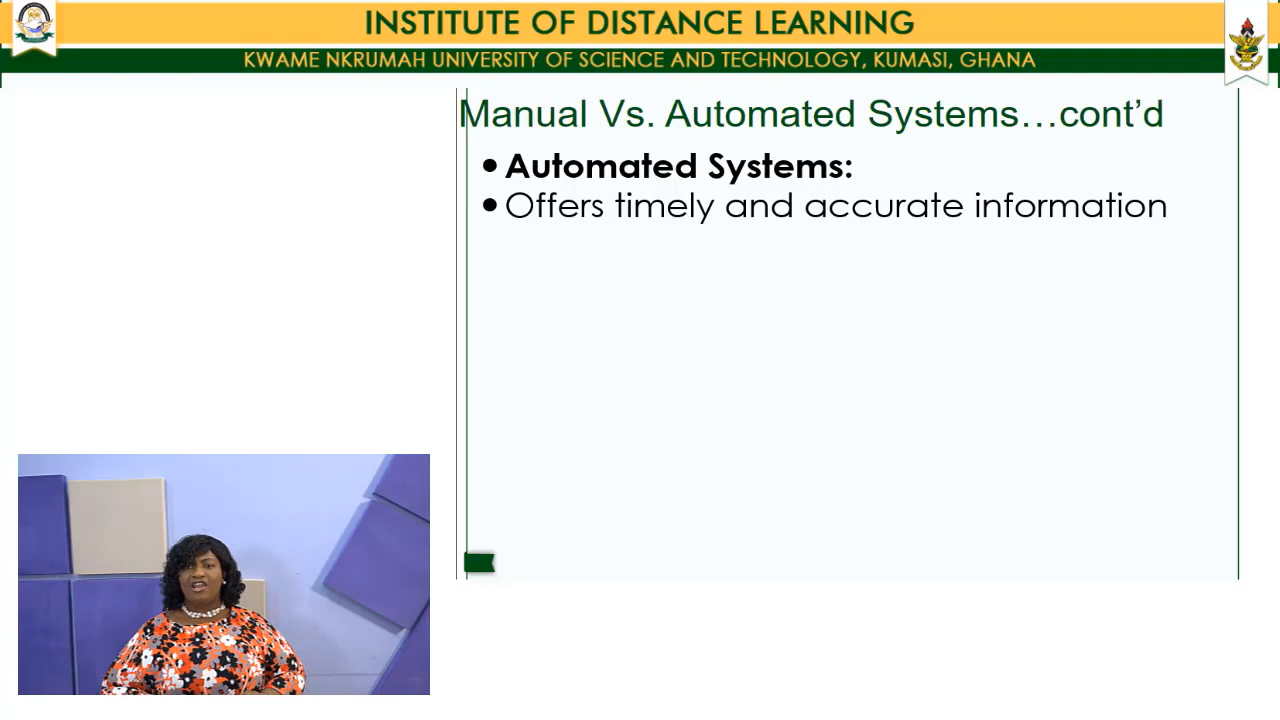 INSTITUTE OF DISTANCE LEARNING
KWAME NKRUMAH UNIVERSITY OF SCIENCE AND TECHNOLOGY, KUMASI, GHANA
Manual Vs. Automated Systems…cont’d
• Automated Systems:
• Offers timely and accurate information